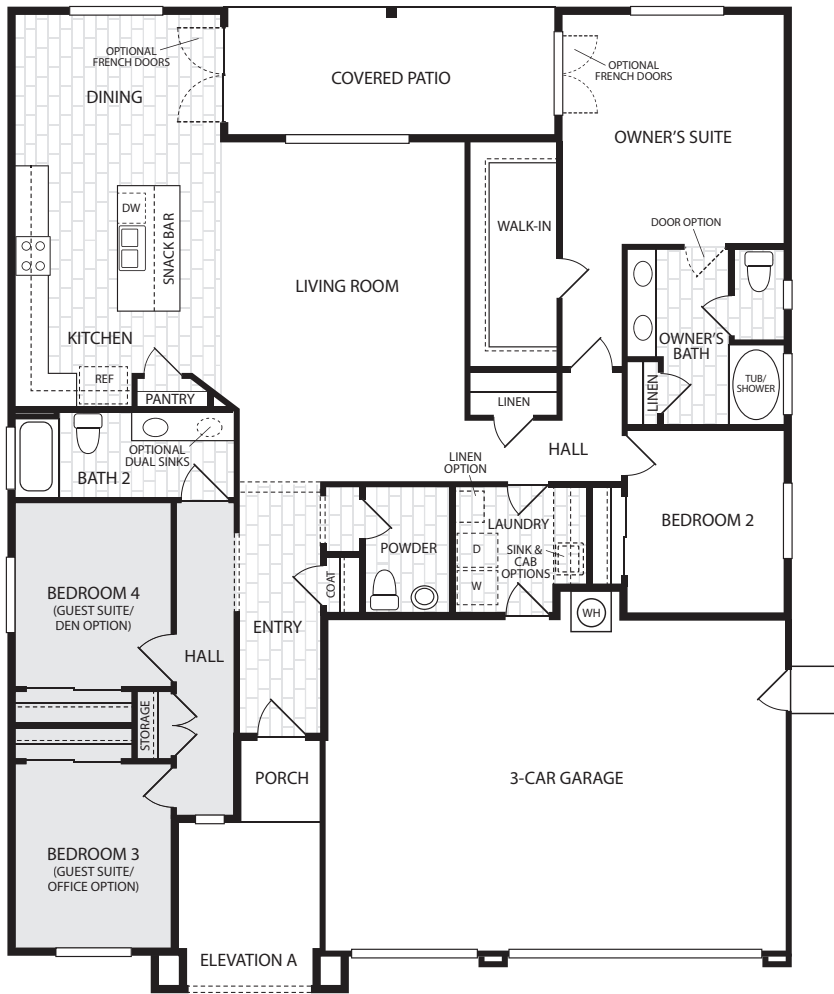 OPTIONAL
FRENCH DOORS
DINING
COVERED PATIO
OPTIONAL
FRENCH DOORS
OWNER'S SUITE
DW
SNACK BAR
WALK-IN
DOOR OPTION
LIVING ROOM
KITCHEN
OWNER'S
BATH
REF
PANTRY
LINEN
LINEN
TUB/
SHOWER
OPTIONAL
DUAL SINKS
BATH 2
HALL
LINEN
OPTION
LAUNDRY
BEDROOM 2
POWDER
D
SINK &
CAB
OPTIONS
W
COAT
WH
BEDROOM 4
(GUEST SUITE/
DEN OPTION)
ENTRY
HALL
STORAGE
PORCH
3-CAR GARAGE
BEDROOM 3
(GUEST SUITE/
OFFICE OPTION)
ELEVATION A